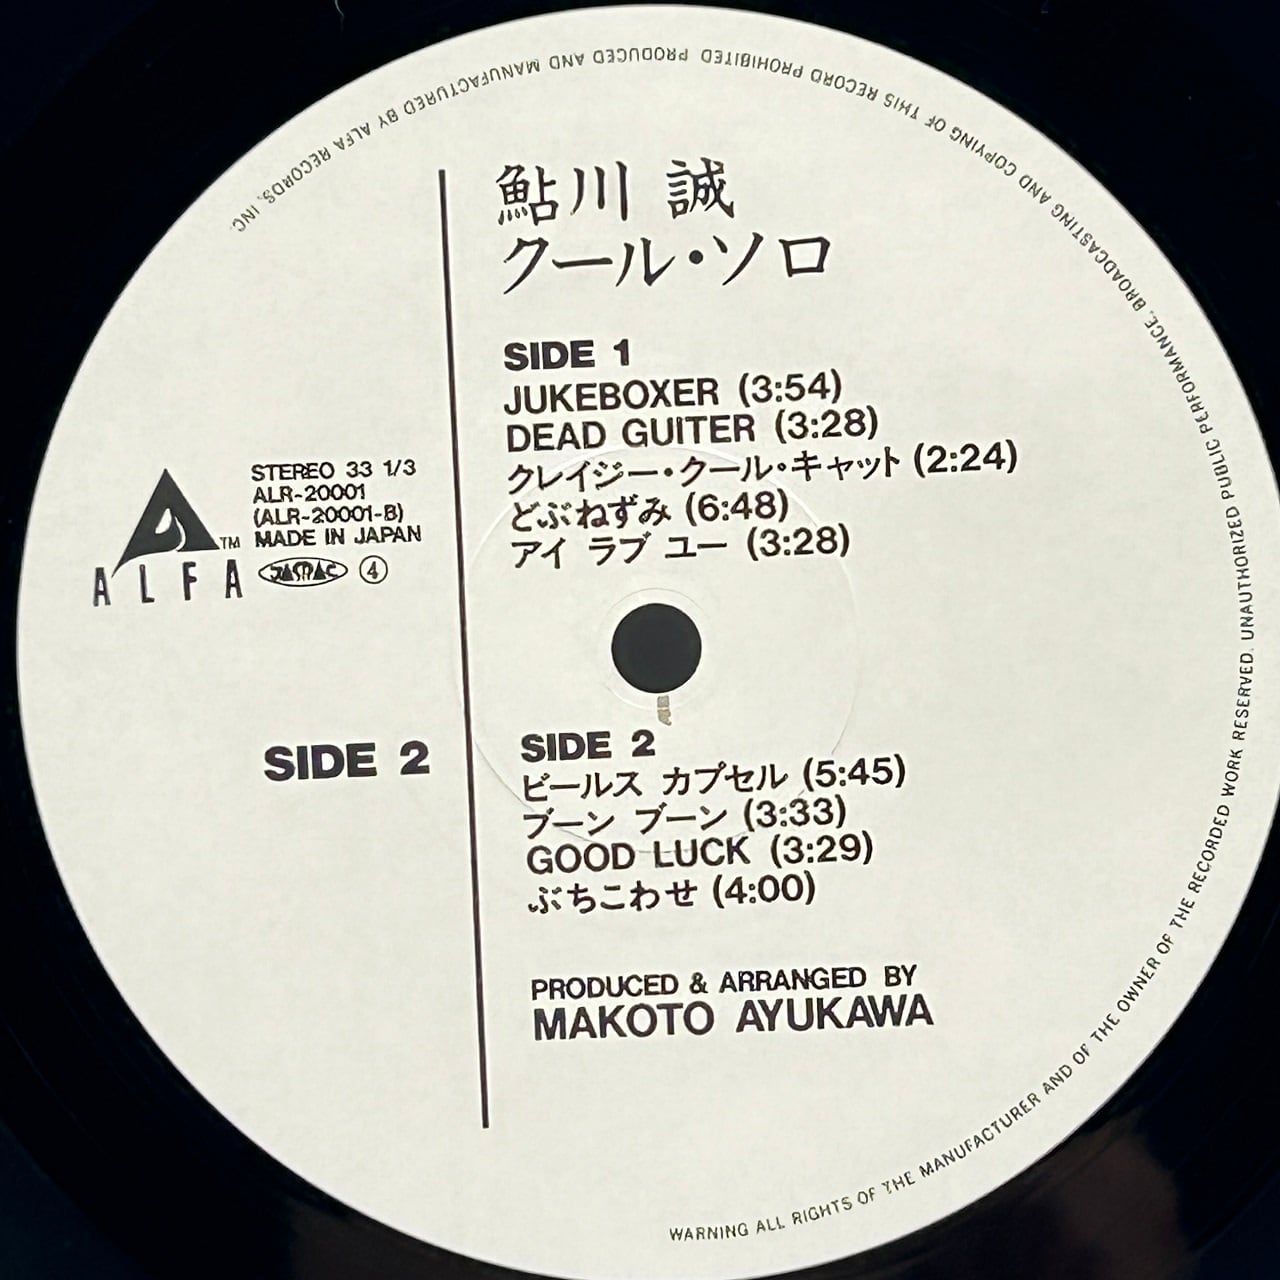 鮎川 誠
クール・ソロ
SIDE 1
JUKEBOXER (3:54)
DEAD GUITER (3:28)
クレイジー・クール・キャット (2:24)
どぶねずみ (6:48)
アイ ラブ ユー (3:28)
STEREO 33 1/3
ALR-20001
(ALR-20001-B)
MADE IN JAPAN
TM
ALFA
JASRAC ④
SIDE 2
SIDE 2
ビールス カプセル (5:45)
ブーン ブーン (3:33)
GOOD LUCK (3:29)
ぶちこわせ (4:00)
PRODUCED & ARRANGED BY
MAKOTO AYUKAWA
WARNING ALL RIGHTS OF THE MANUFACTURER AND OF THE OWNER OF THE RECORDED WORK RESERVED. UNAUTHORIZED PUBLIC PERFORMANCE, BROADCASTING AND COPYING OF THIS RECORD PROHIBITED PRODUCED AND MANUFACTURED BY ALFA RECORDS, INC.